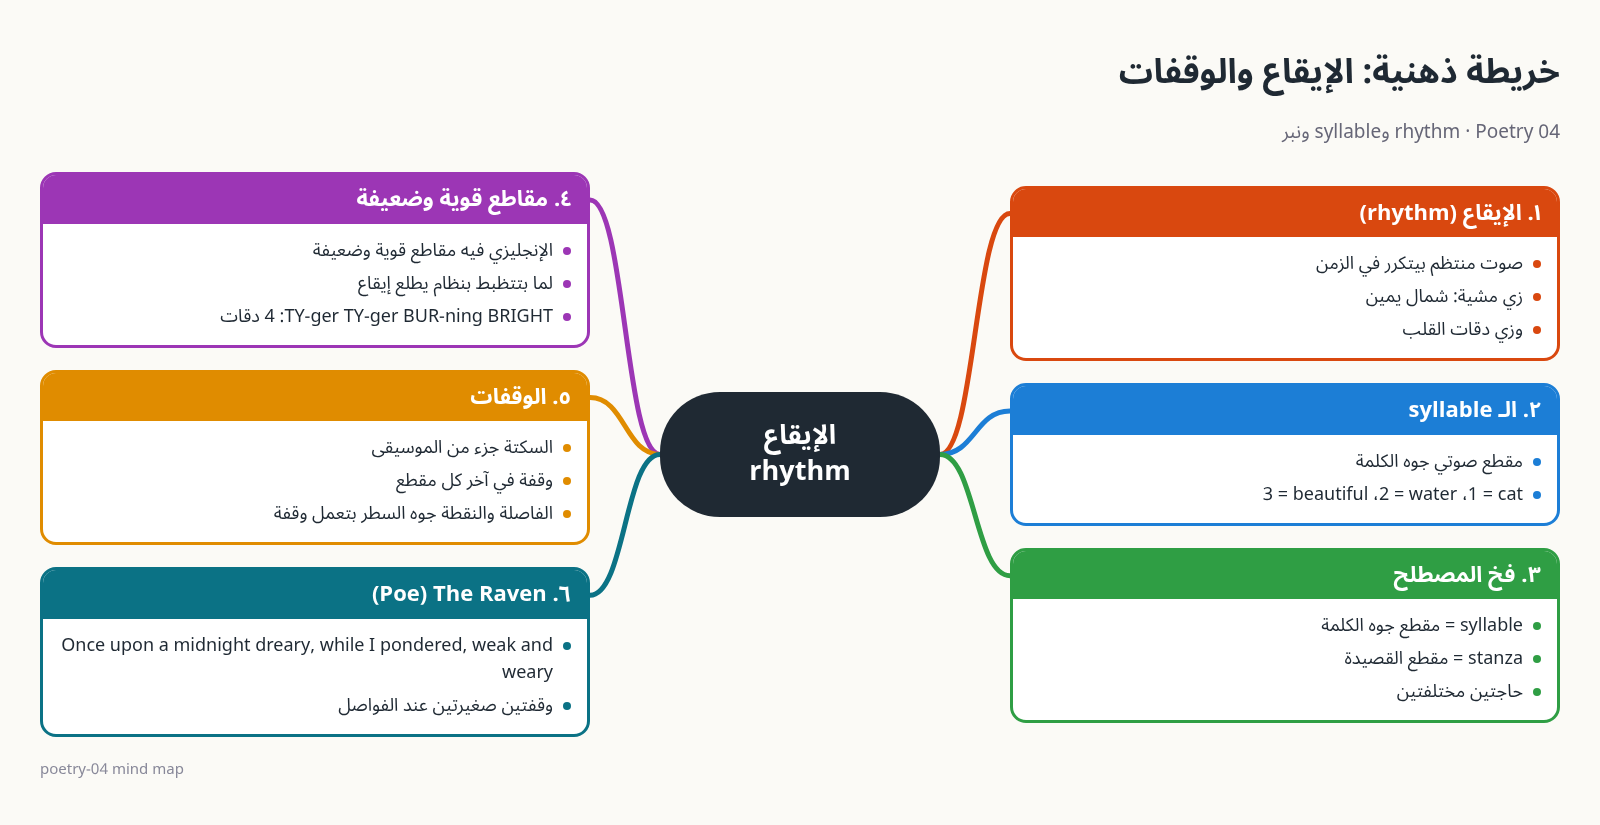 خريطة ذهنية: الإيقاع والوقفات
Poetry 04 · rhythm وsyllable ونبر
١. الإيقاع (rhythm)
صوت منتظم بيتكرر في الزمن
زي مشية: شمال يمين
وزي دقات القلب
٢. الـ syllable
مقطع صوتي جوه الكلمة
cat = 1، water = 2، beautiful = 3
٣. فخ المصطلح
syllable = مقطع جوه الكلمة
stanza = مقطع القصيدة
حاجتين مختلفتين
الإيقاع
rhythm
٤. مقاطع قوية وضعيفة
الإنجليزي فيه مقاطع قوية وضعيفة
لما بتتظبط بنظام يطلع إيقاع
TY-ger TY-ger BUR-ning BRIGHT: 4 دقات
٥. الوقفات
السكتة جزء من الموسيقى
وقفة في آخر كل مقطع
الفاصلة والنقطة جوه السطر بتعمل وقفة
٦. The Raven (Poe)
Once upon a midnight dreary, while I pondered, weak and
weary
وقفتين صغيرتين عند الفواصل
poetry-04 mind map